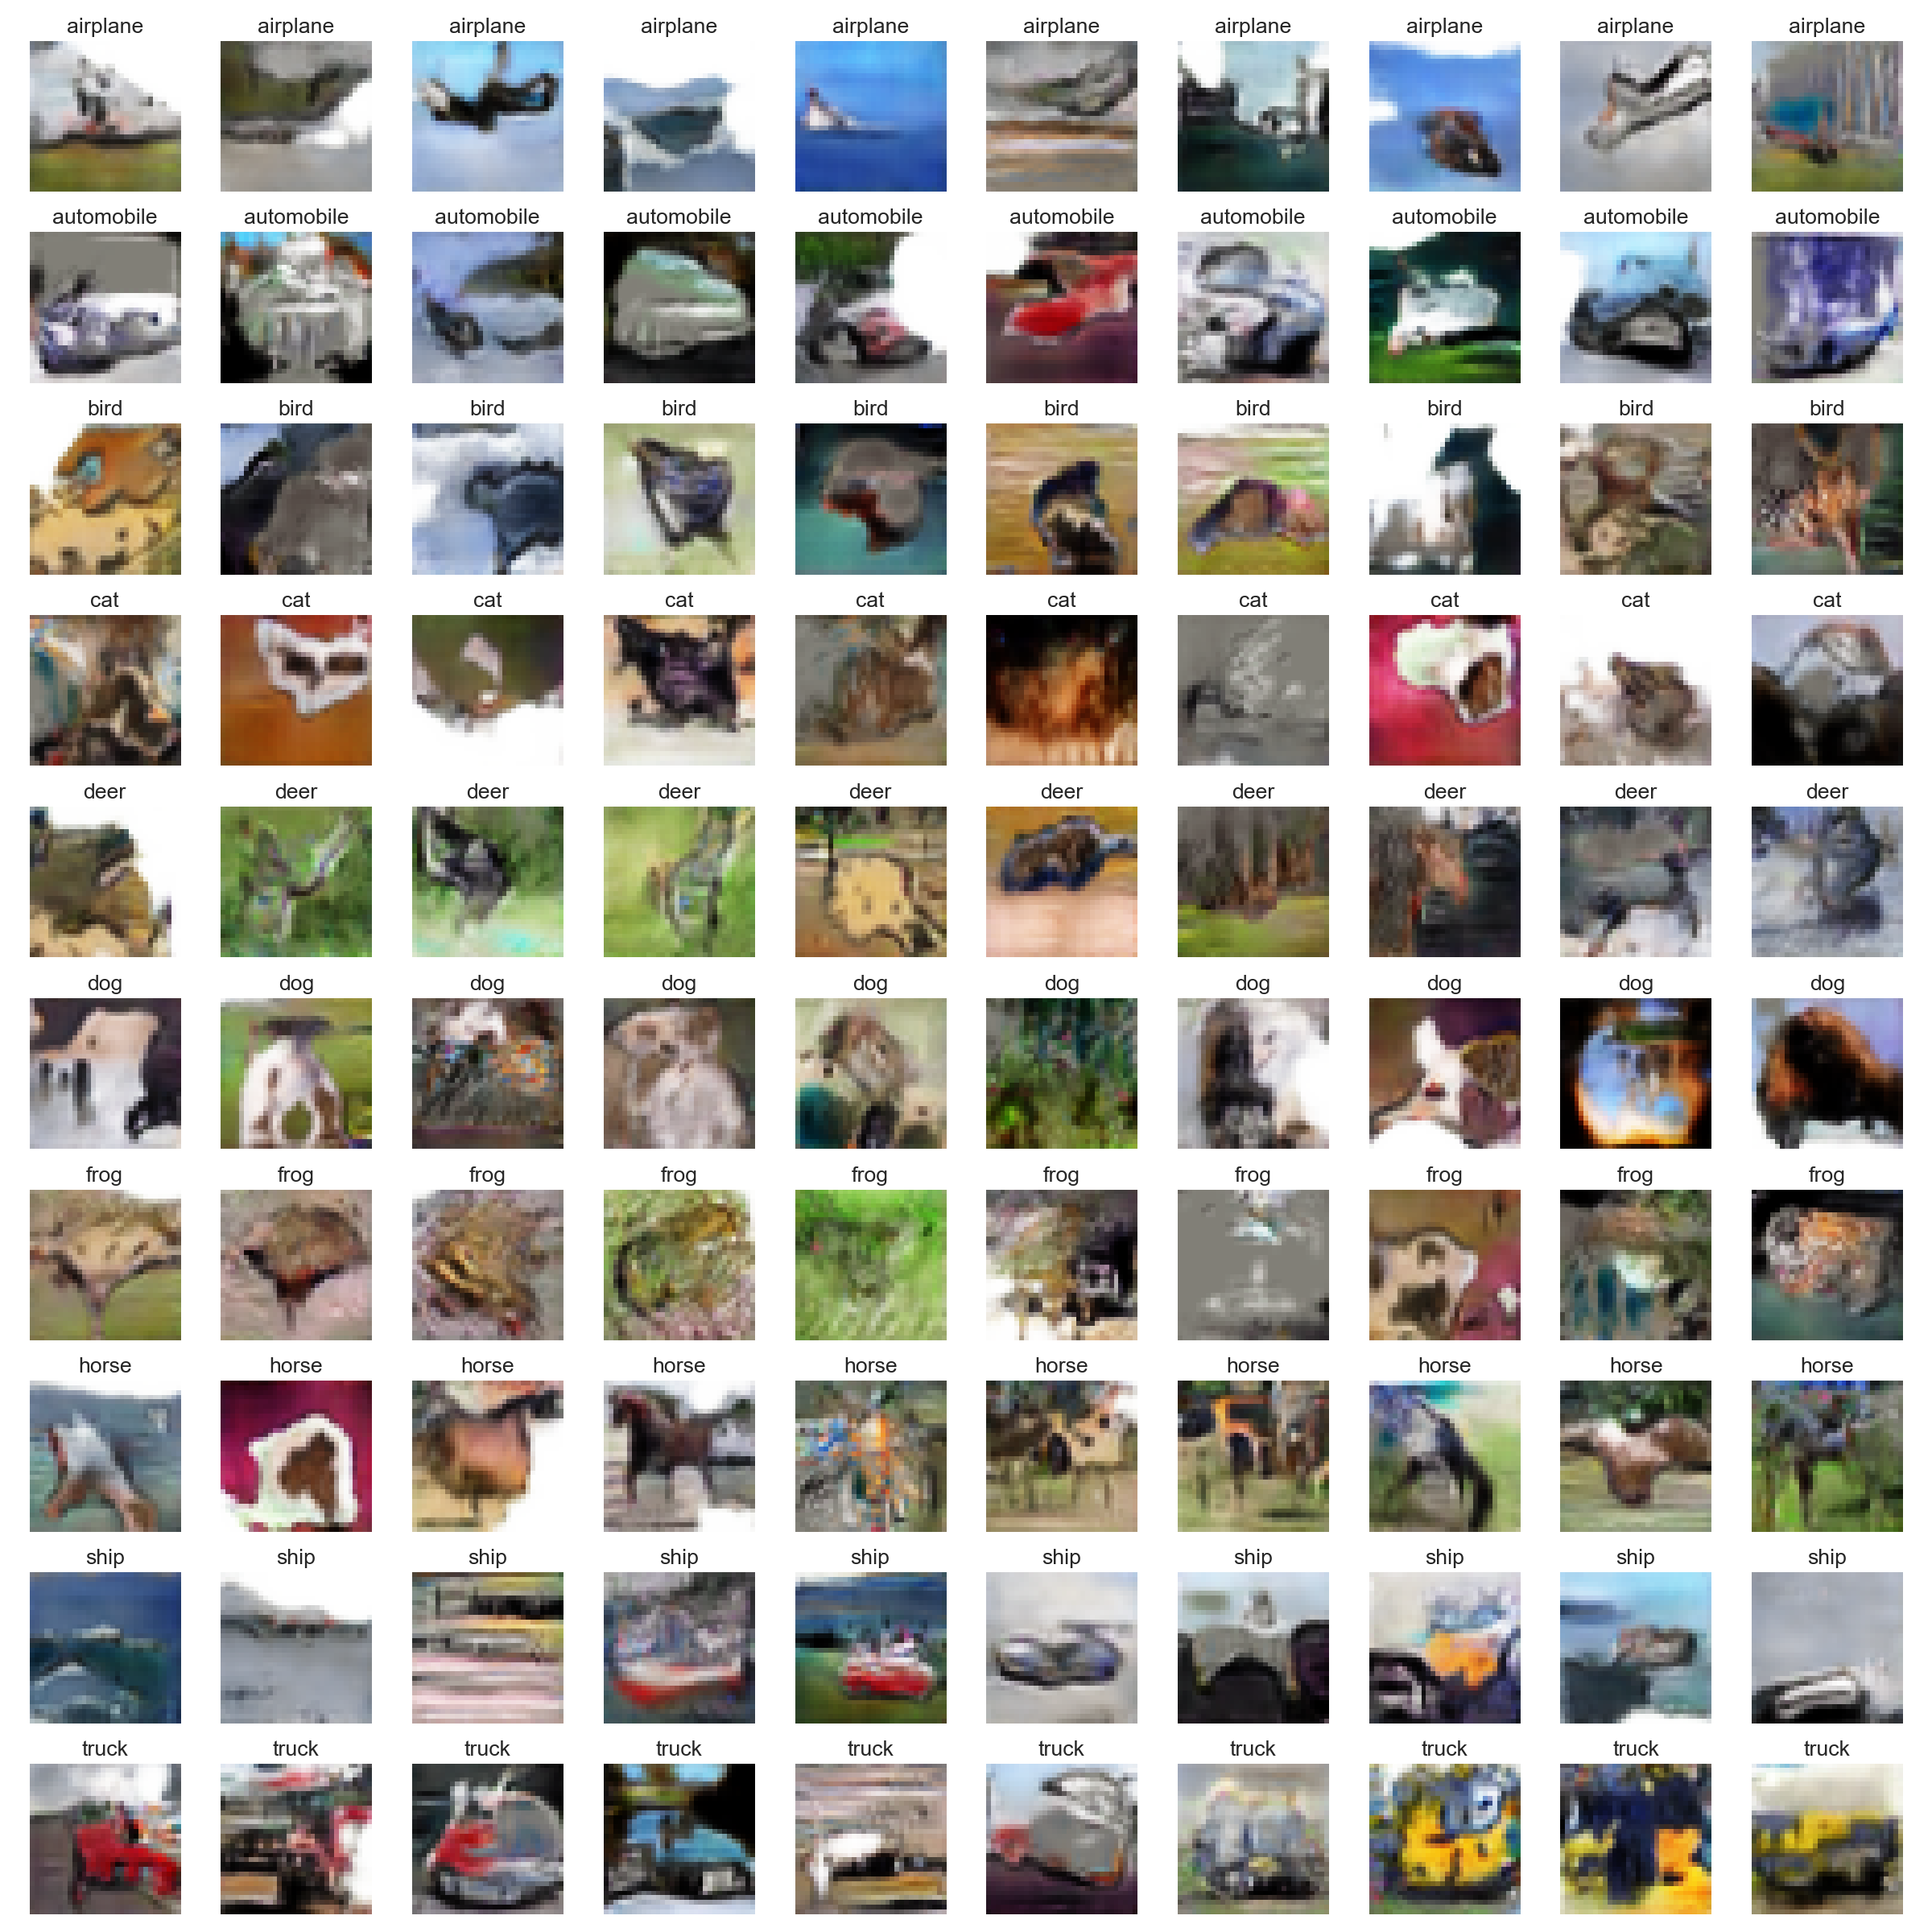 airplane airplane airplane airplane airplane airplane airplane airplane airplane airplane
automobile automobile automobile automobile automobile automobile automobile automobile automobile automobile
bird bird bird bird bird bird bird bird bird bird
cat cat cat cat cat cat cat cat cat cat
deer deer deer deer deer deer deer deer deer deer
dog dog dog dog dog dog dog dog dog dog
frog frog frog frog frog frog frog frog frog frog
horse horse horse horse horse horse horse horse horse horse
ship ship ship ship ship ship ship ship ship ship
truck truck truck truck truck truck truck truck truck truck